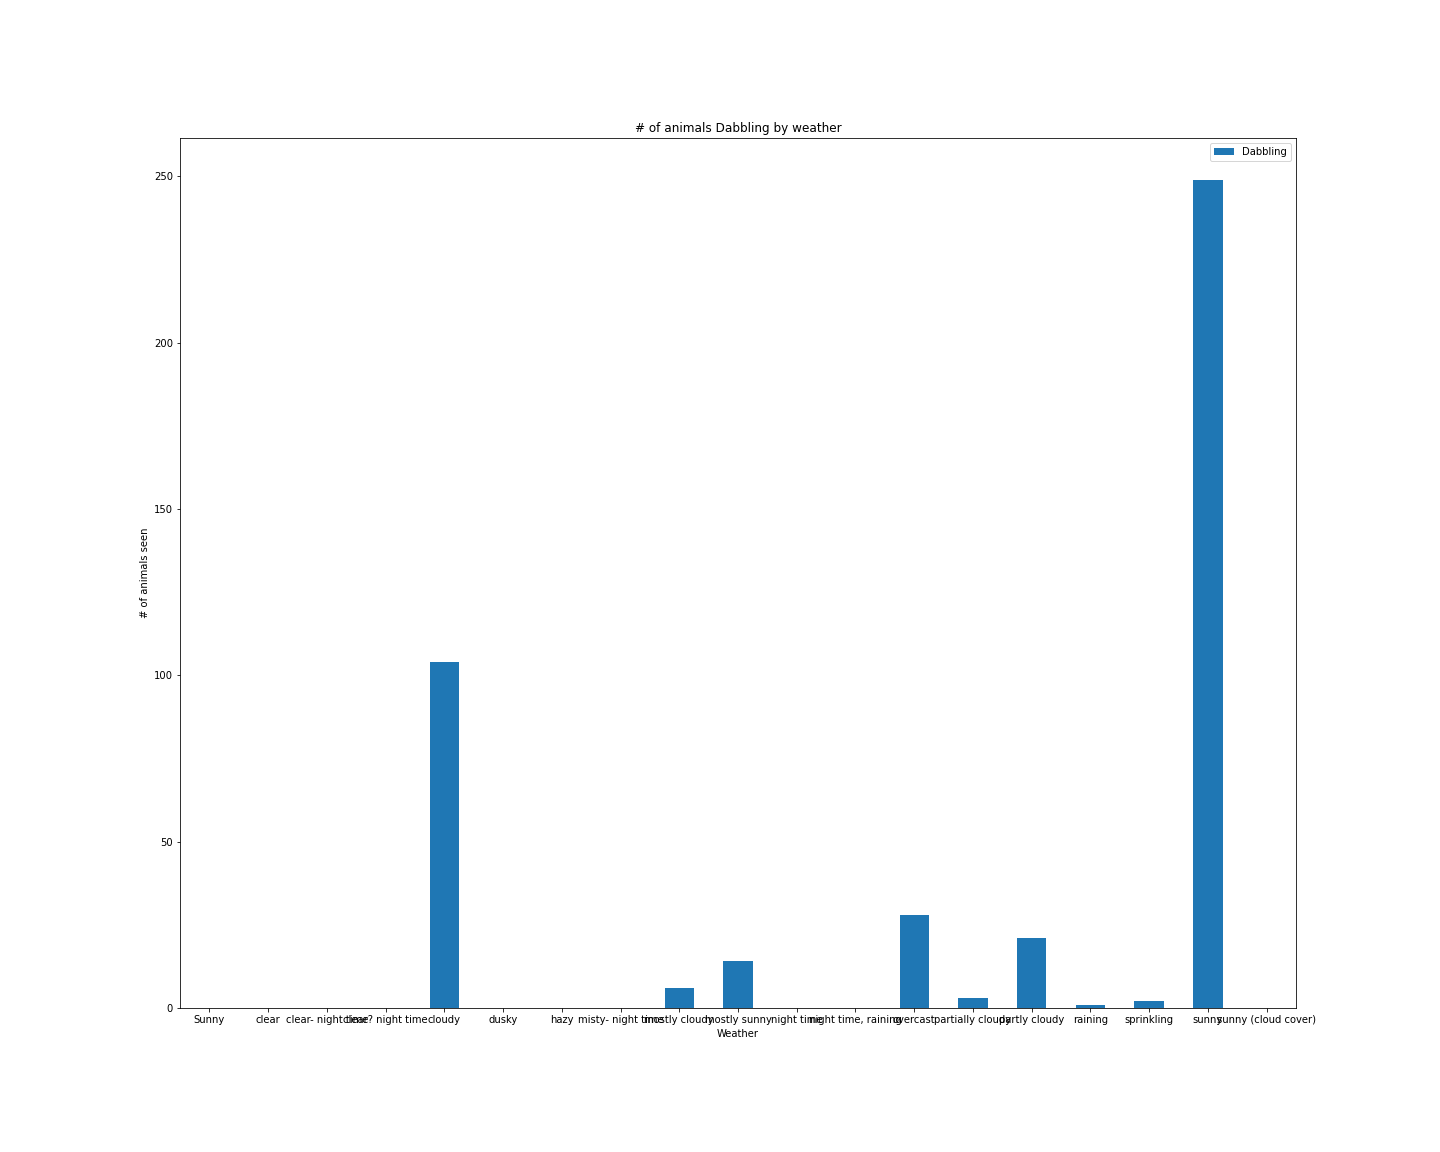 # of animals Dabbling by weather
Dabbling
250
200
150
100
50
0
# of animals seen
Sunny clear clear- night time clear? night time cloudy dusky hazy misty- night time mostly cloudy mostly sunny night time night time, raining overcast partially cloudy partly cloudy raining sprinkling sunny sunny (cloud cover)
Weather